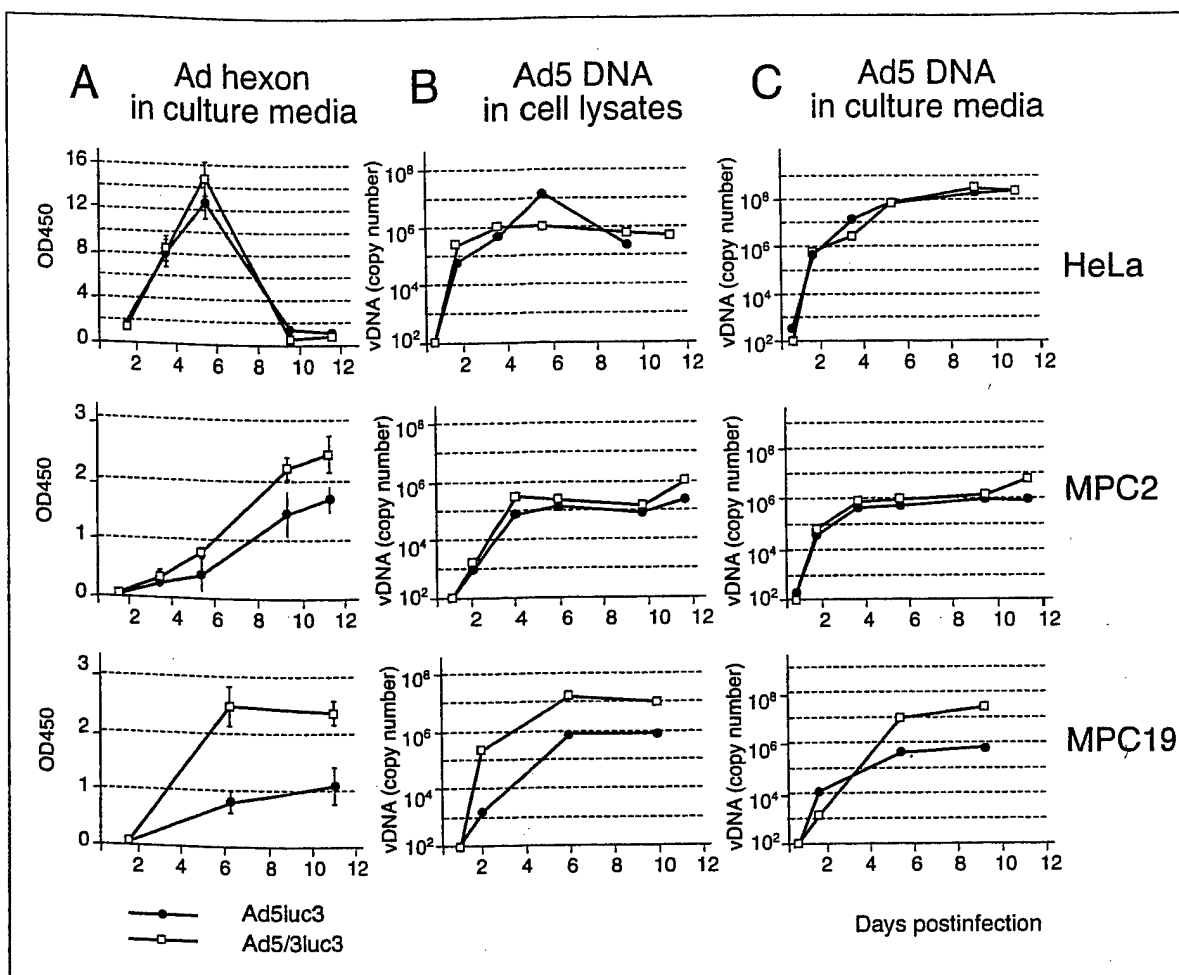 A Ad hexon
in culture media
B Ad5 DNA
in cell lysates
C Ad5 DNA
in culture media
OD450
16
12
8
4
0
2 4 6 8 10 12
vDNA (copy number)
10^8
10^6
10^4
10^2
2 4 6 8 10 12
vDNA (copy number)
10^8
10^6
10^4
10^2
2 4 6 8 10 12
HeLa
OD450
3
2
1
0
2 4 6 8 10 12
vDNA (copy number)
10^8
10^6
10^4
10^2
2 4 6 8 10 12
vDNA (copy number)
10^8
10^6
10^4
10^2
2 4 6 8 10 12
MPC2
OD450
3
2
1
0
2 4 6 8 10 12
vDNA (copy number)
10^8
10^6
10^4
10^2
2 4 6 8 10 12
vDNA (copy number)
10^8
10^6
10^4
10^2
2 4 6 8 10 12
MPC19
Ad5luc3
Ad5/3luc3
Days postinfection